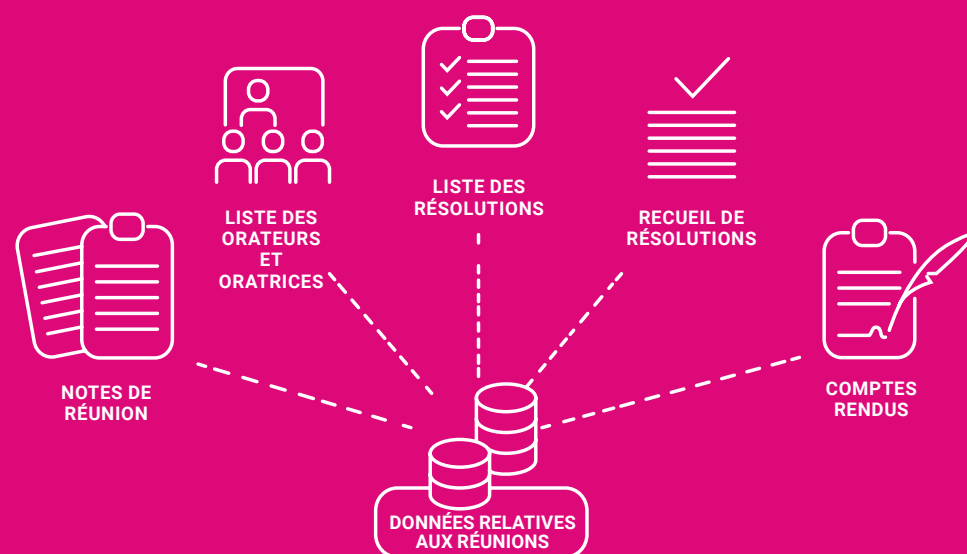 NOTES DE
RÉUNION
LISTE DES
ORATEURS
ET
ORATRICES
LISTE DES
RÉSOLUTIONS
RECUEIL DE
RÉSOLUTIONS
COMPTES
RENDUS
DONNÉES RELATIVES
AUX RÉUNIONS